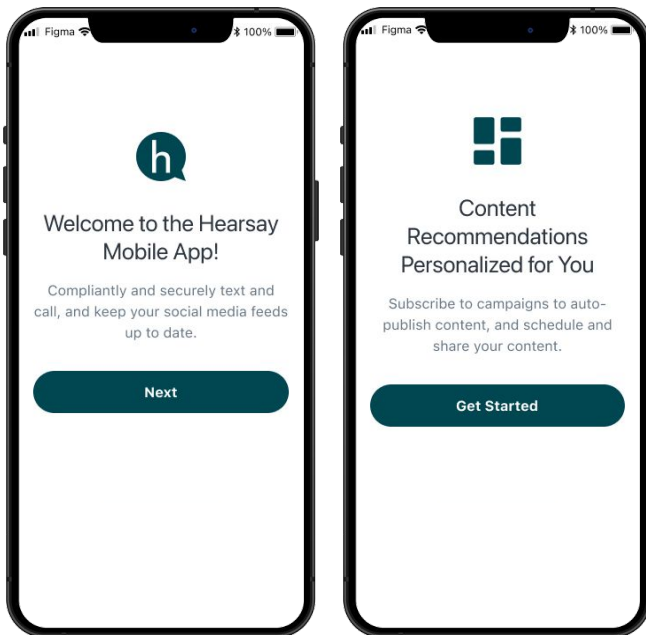 Figma 100%
h
Welcome to the Hearsay
Mobile App!
Compliantly and securely text and
call, and keep your social media feeds
up to date.
Next
Figma 100%
Content
Recommendations
Personalized for You
Subscribe to campaigns to auto-
publish content, and schedule and
share your content.
Get Started